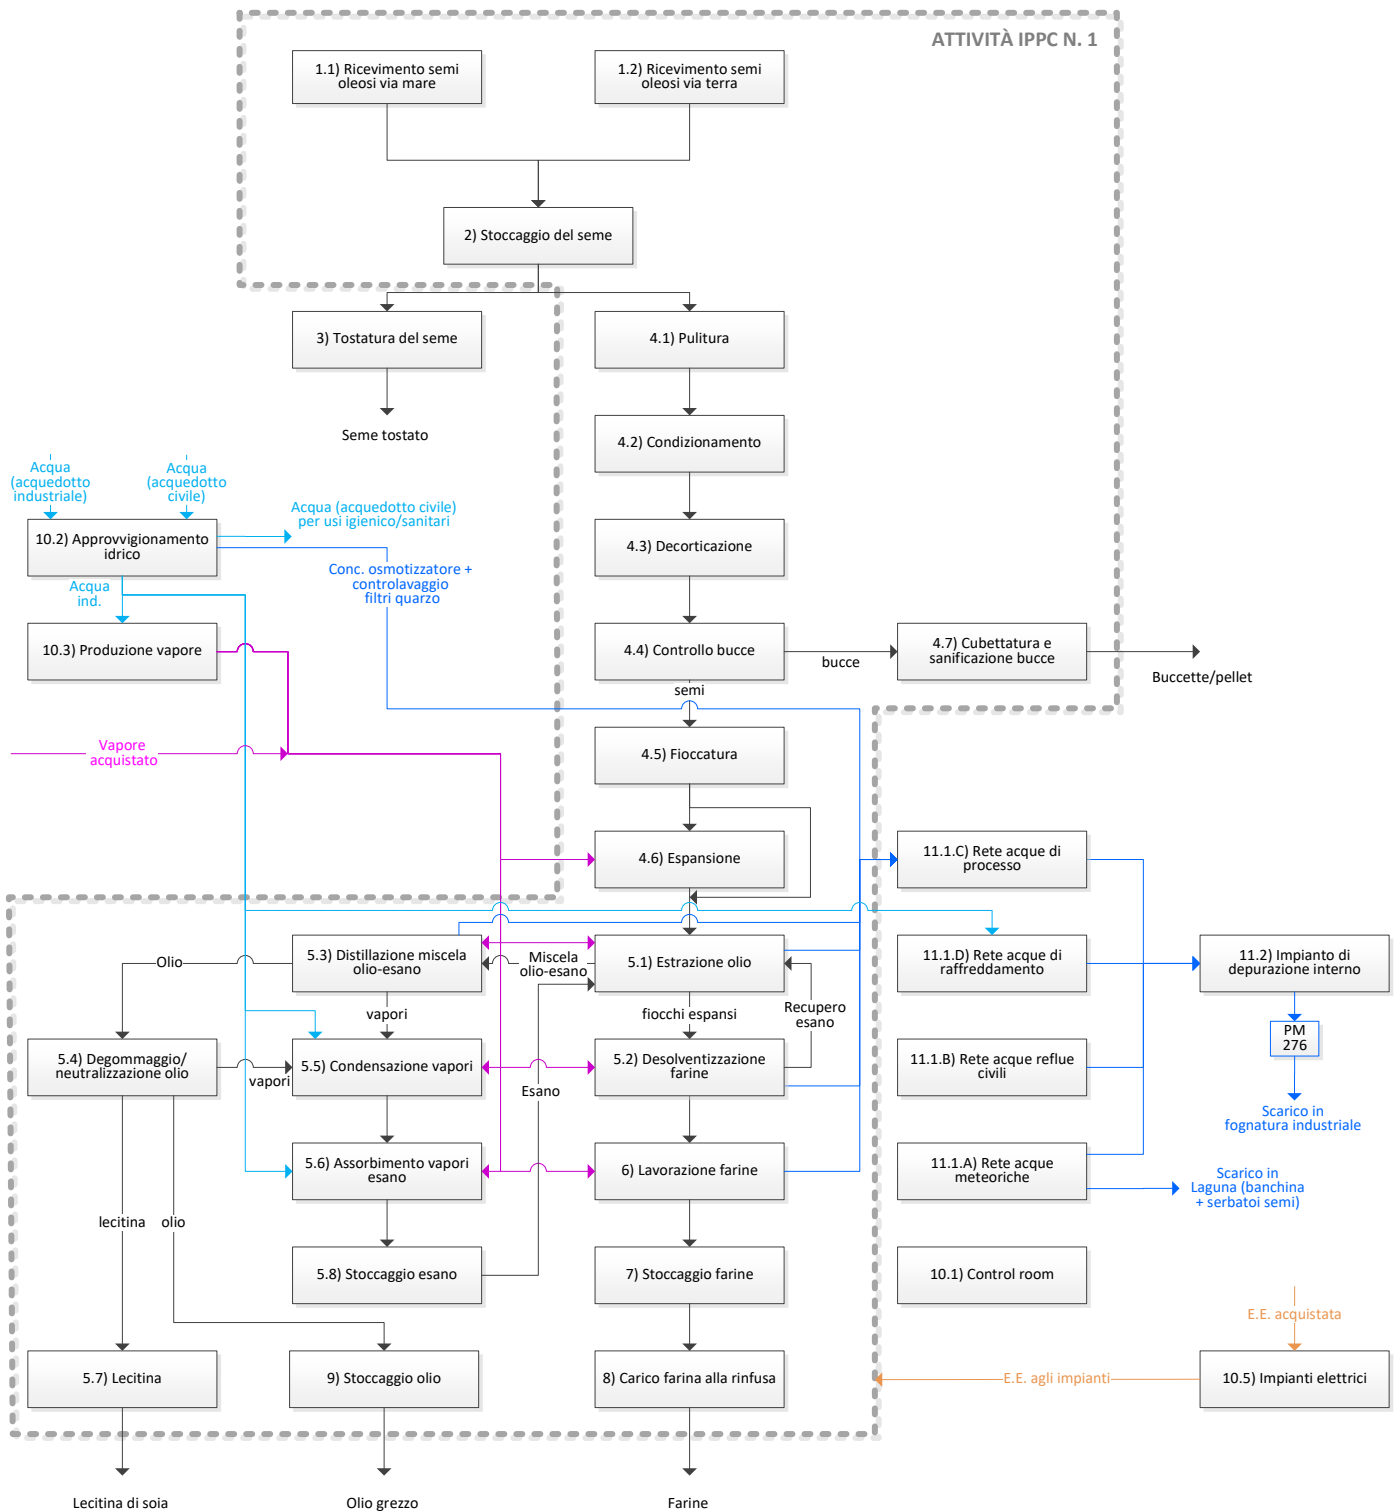 ATTIVITÀ IPPC N. 1
1.1) Ricevimento semi
oleosi via mare
1.2) Ricevimento semi
oleosi via terra
2) Stoccaggio del seme
3) Tostatura del seme
4.1) Pulitura
Seme tostato
4.2) Condizionamento
Acqua
(acquedotto
industriale)
Acqua
(acquedotto
civile)
Acqua (acquedotto civile)
per usi igienico/sanitari
10.2) Approvvigionamento
idrico
4.3) Decorticazione
Conc. osmotizzatore +
controlavaggio
filtri quarzo
Acqua
ind.
10.3) Produzione vapore
4.4) Controllo bucce
bucce
4.7) Cubettatura e
sanificazione bucce
Buccette/pellet
semi
Vapore
acquistato
4.5) Fioccatura
4.6) Espansione
11.1.C) Rete acque di
processo
Olio
5.3) Distillazione miscela
olio-esano
Miscela
olio-esano
5.1) Estrazione olio
11.1.D) Rete acque di
raffreddamento
11.2) Impianto di
depurazione interno
vapori
fiocchi espansi
Recupero
esano
PM
276
5.4) Degommaggio/
neutralizzazione olio
vapori
5.5) Condensazione vapori
Esano
5.2) Desolventizzazione
farine
11.1.B) Rete acque reflue
civili
Scarico in
fognatura industriale
5.6) Assorbimento vapori
esano
6) Lavorazione farine
11.1.A) Rete acque
meteoriche
Scarico in
Laguna (banchina
+ serbatoi semi)
lecitina
olio
5.8) Stoccaggio esano
7) Stoccaggio farine
10.1) Control room
E.E. acquistata
5.7) Lecitina
9) Stoccaggio olio
8) Carico farina alla rinfusa
E.E. agli impianti
10.5) Impianti elettrici
Lecitina di soia
Olio grezzo
Farine